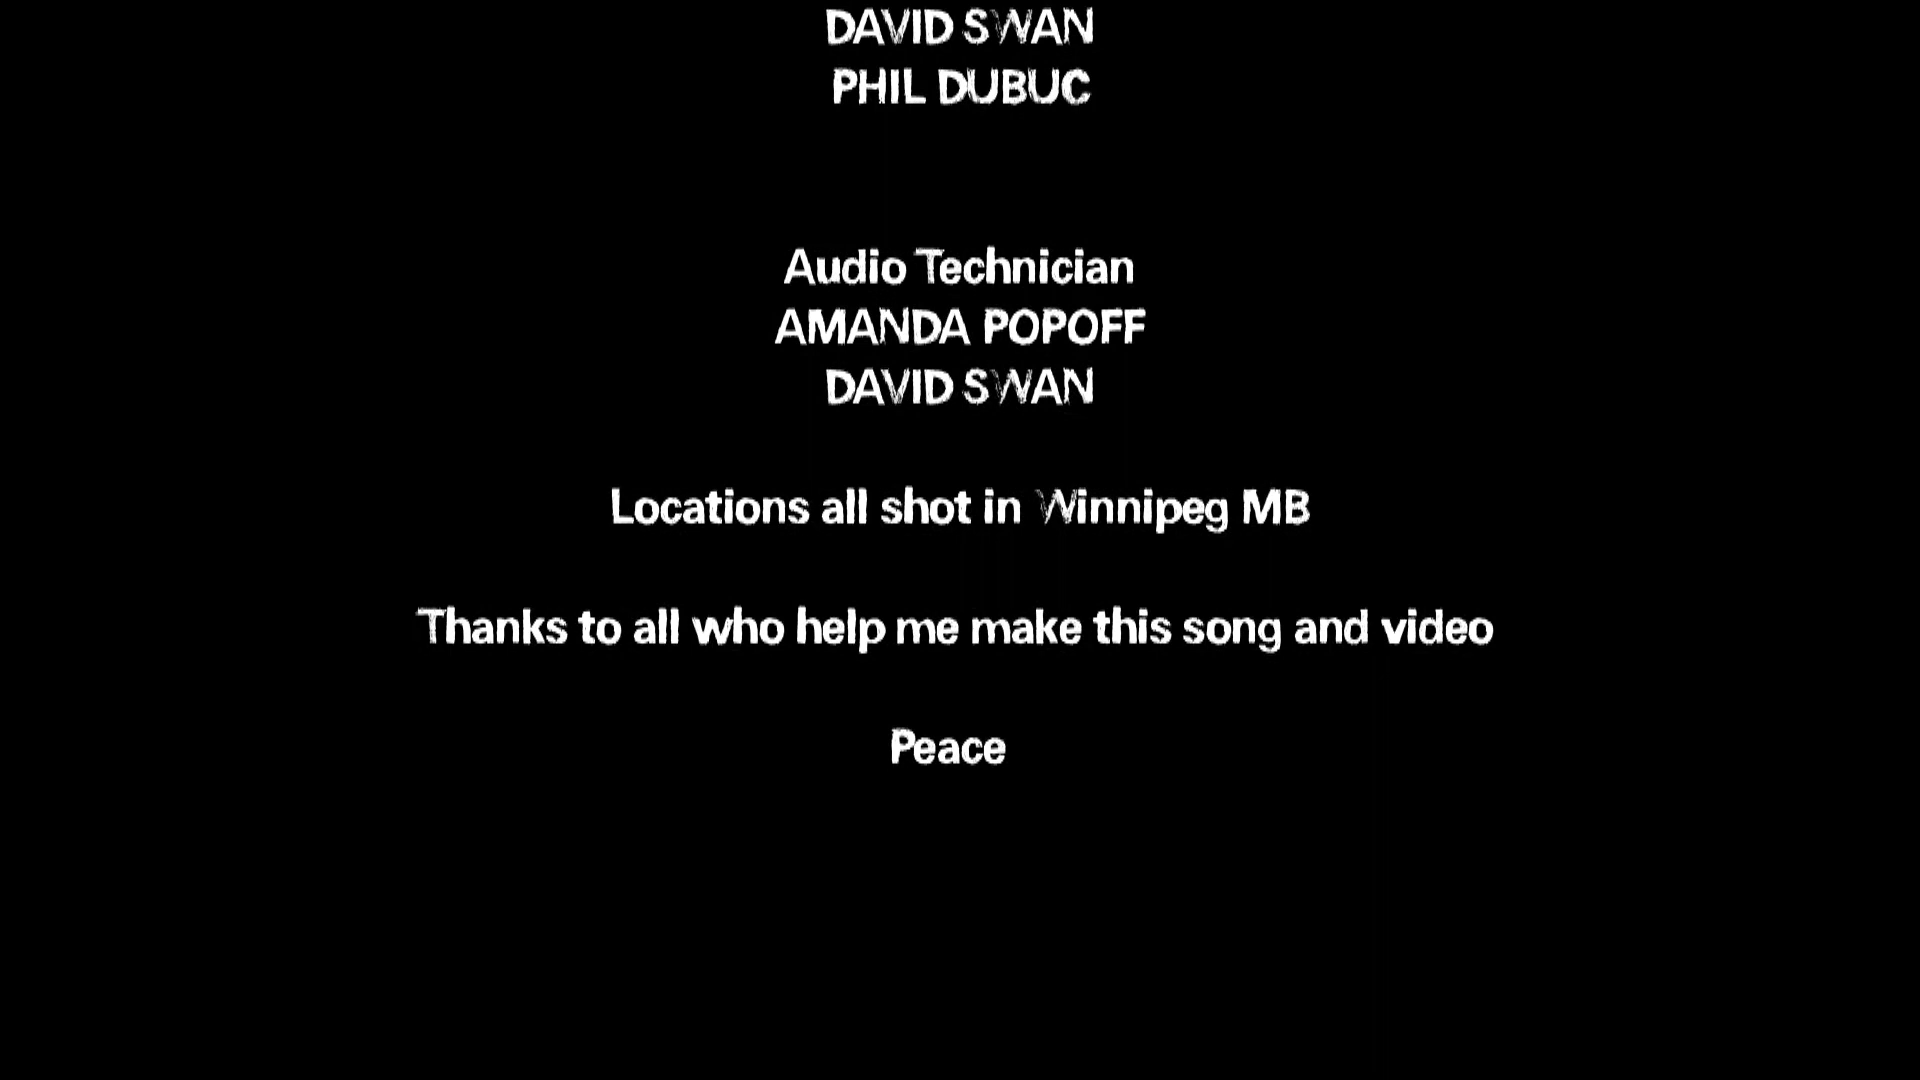 DAVID SWAN
PHIL DUBUC
Audio Technician
AMANDA POPOFF
DAVID SWAN
Locations all shot in Winnipeg MB
Thanks to all who help me make this song and video
Peace